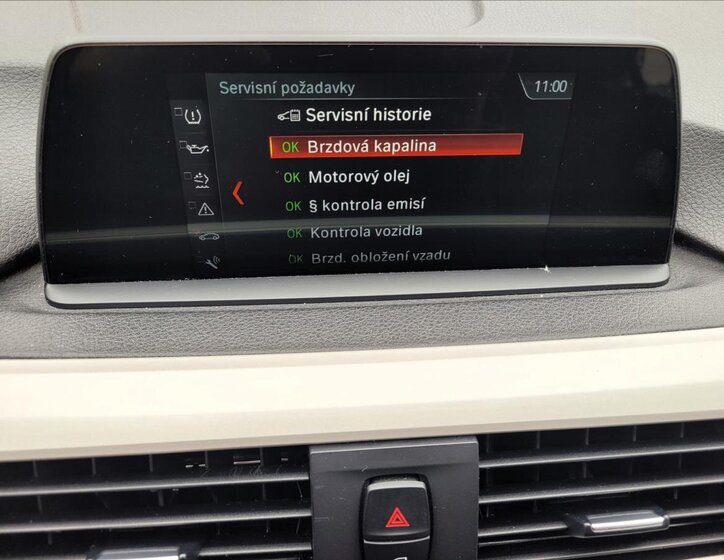 Servisní požadavky
11:00
Servisní historie
OK Brzdová kapalina
OK Motorový olej
OK § kontrola emisí
OK Kontrola vozidla
OK Brzd. obložení vzadu